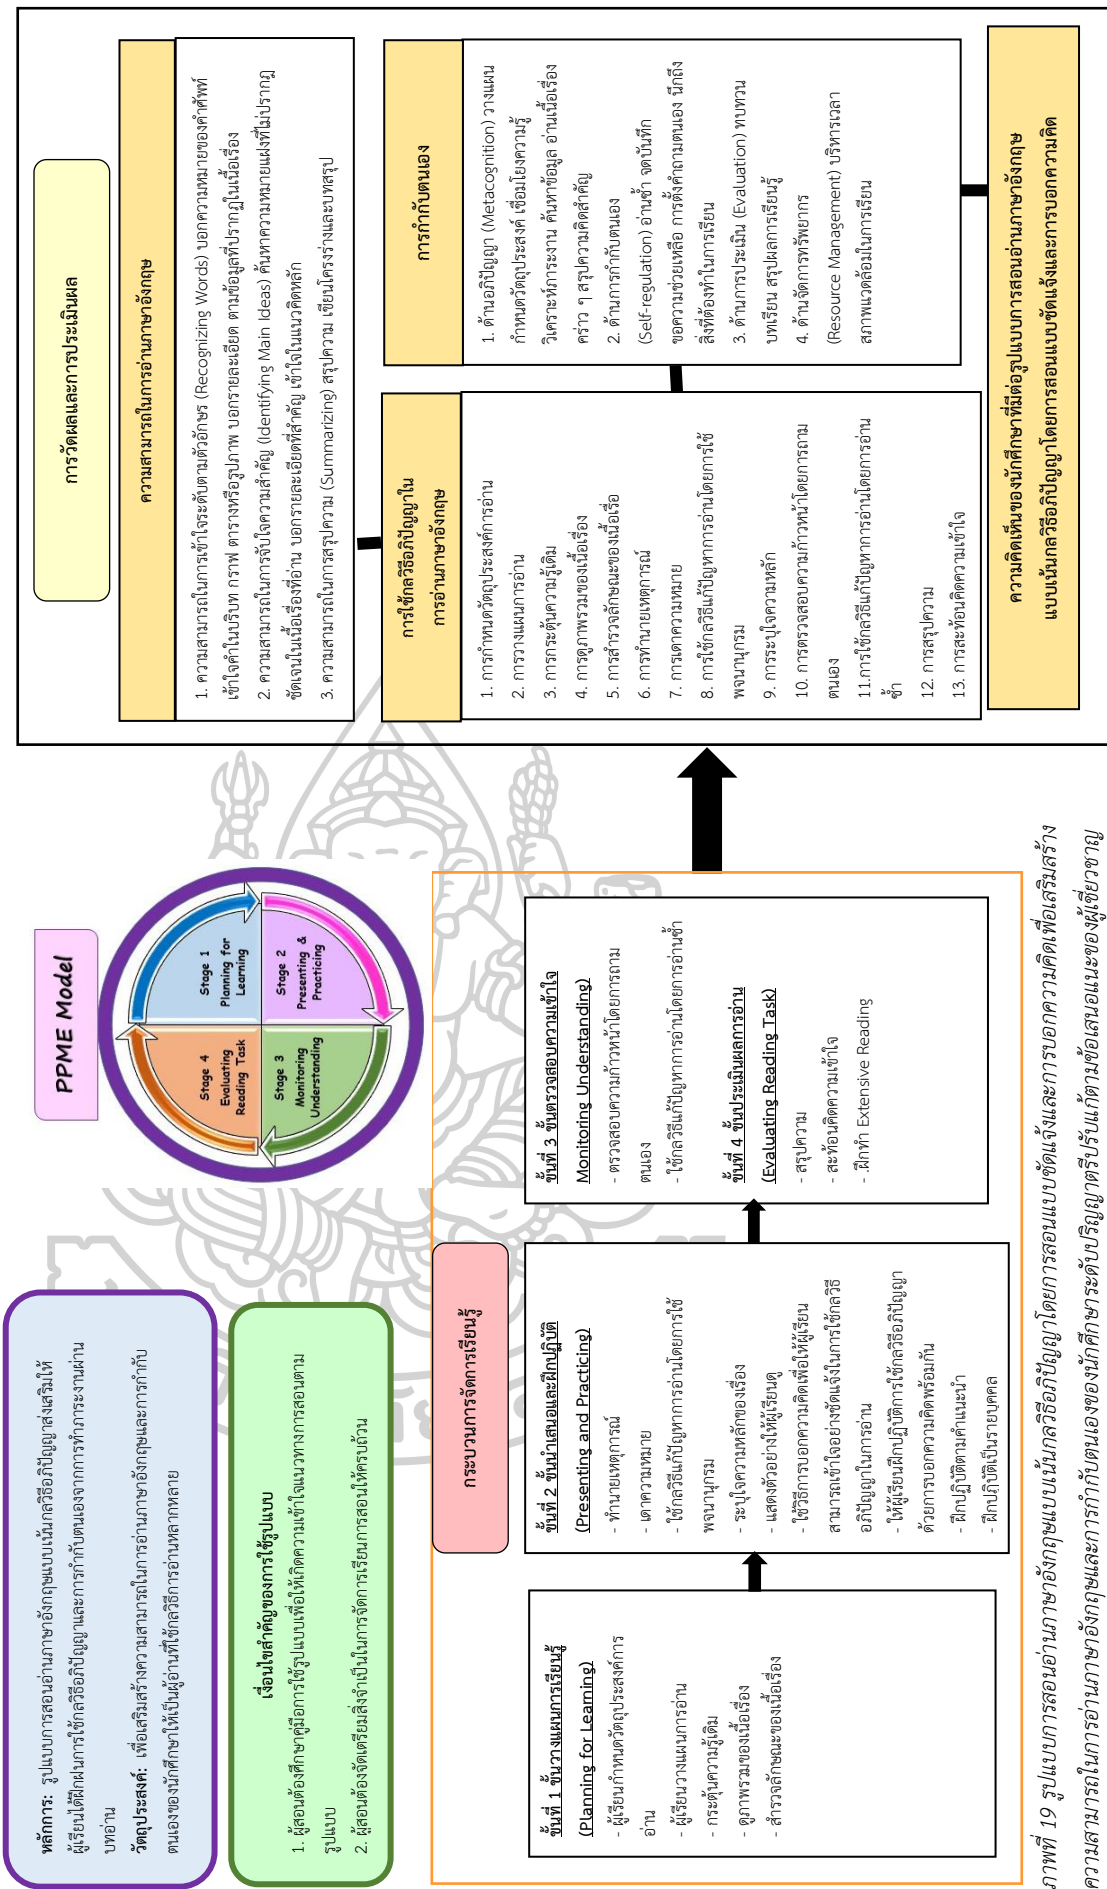 หลักการ: รูปแบบการสอนอ่านภาษาอังกฤษแบบเน้นกลวิธีอภิปัญญาส่งเสริมให้
ผู้เรียนได้ฝึกฝนการใช้กลวิธีอภิปัญญาและการกำกับตนเองจากการทำภาระงานผ่าน
บทอ่าน
วัตถุประสงค์: เพื่อเสริมสร้างความสามารถในการอ่านภาษาอังกฤษและการกำกับ
ตนเองของนักศึกษาให้เป็นผู้อ่านที่ใช้กลวิธีการอ่านหลากหลาย
เงื่อนไขสำคัญของการใช้รูปแบบ
1. ผู้สอนต้องศึกษาคู่มือการใช้รูปแบบเพื่อให้เกิดความเข้าใจแนวทางการสอนตาม
รูปแบบ
2. ผู้สอนต้องจัดเตรียมสิ่งจำเป็นในการจัดการเรียนการสอนให้ครบถ้วน
PPME Model
Stage 1
Planning for
Learning
Stage 2
Presenting &
Practicing
Stage 3
Monitoring
Understanding
Stage 4
Evaluating
Reading Task
กระบวนการจัดการเรียนรู้
ขั้นที่ 1 ขั้นวางแผนการเรียนรู้
(Planning for Learning)
- ผู้เรียนกำหนดวัตถุประสงค์การ
อ่าน
- ผู้เรียนวางแผนการอ่าน
- กระตุ้นความรู้เดิม
- ดูภาพรวมของเนื้อเรื่อง
- สำรวจลักษณะของเนื้อเรื่อง
ขั้นที่ 2 ขั้นนำเสนอและฝึกปฏิบัติ
(Presenting and Practicing)
- ทำนายเหตุการณ์
- เดาความหมาย
- ใช้กลวิธีแก้ปัญหาการอ่านโดยการใช้
พจนานุกรม
- ระบุใจความหลักของเรื่อง
- แสดงตัวอย่างให้ผู้เรียนดู
- ใช้วิธีการบอกความคิดเพื่อให้ผู้เรียน
สามารถเข้าใจอย่างชัดแจ้งในการใช้กลวิธี
อภิปัญญาในการอ่าน
- ให้ผู้เรียนฝึกปฏิบัติการใช้กลวิธีอภิปัญญา
ด้วยการบอกความคิดพร้อมกัน
- ฝึกปฏิบัติตามคำแนะนำ
- ฝึกปฏิบัติเป็นรายบุคคล
ขั้นที่ 3 ขั้นตรวจสอบความเข้าใจ
Monitoring Understanding)
- ตรวจสอบความก้าวหน้าโดยการถาม
ตนเอง
- ใช้กลวิธีแก้ปัญหาการอ่านโดยการอ่านซ้ำ
ขั้นที่ 4 ขั้นประเมินผลการอ่าน
(Evaluating Reading Task)
- สรุปความ
- สะท้อนคิดความเข้าใจ
- .ฝึกทำ Extensive Reading
การวัดผลและการประเมินผล
ความสามารถในการอ่านภาษาอังกฤษ
1. ความสามารถในการเข้าใจระดับตามตัวอักษร (Recognizing Words) บอกความหมายของคำศัพท์
เข้าใจคำในบริบท กราฟ ตารางหรือรูปภาพ บอกรายละเอียด ตามข้อมูลที่ปรากฏในเนื้อเรื่อง
2. ความสามารถในการจับใจความสำคัญ (Identifying Main Ideas) ค้นหาความหมายแฝงที่ไม่ปรากฏ
ชัดเจนในเนื้อเรื่องที่อ่าน บอกรายละเอียดที่สำคัญ เข้าใจในแนวคิดหลัก
3. ความสามารถในการสรุปความ (Summarizing) สรุปความ เขียนโครงร่างและบทสรุป
การใช้กลวิธีอภิปัญญาใน
การอ่านภาษาอังกฤษ
1. การกำหนดวัตถุประสงค์การอ่าน
2. การวางแผนการอ่าน
3. การกระตุ้นความรู้เดิม
4. การดูภาพรวมของเนื้อเรื่อง
5. การสำรวจลักษณะของเนื้อเรื่อ
6. การทำนายเหตุการณ์
7. การเดาความหมาย
8. การใช้กลวิธีแก้ปัญหาการอ่านโดยการใช้
พจนานุกรม
9. การระบุใจความหลัก
10. การตรวจสอบความก้าวหน้าโดยการถาม
ตนเอง
11.การใช้กลวิธีแก้ปัญหาการอ่านโดยการอ่าน
ซ้ำ
12. การสรุปความ
13. การสะท้อนคิดความเข้าใจ
การกำกับตนเอง
1. ด้านอภิปัญญา (Metacognition) วางแผน
กำหนดวัตถุประสงค์ เชื่อมโยงความรู้
วิเคราะห์ภาระงาน ค้นหาข้อมูล อ่านเนื้อเรื่อง
คร่าว ๆ สรุปความคิดสำคัญ
2. ด้านการกำกับตนเอง
(Self-regulation) อ่านซ้ำ จดบันทึก
ขอความช่วยเหลือ การตั้งคำถามตนเอง นึกถึง
สิ่งที่ต้องทำในการเรียน
3. ด้านการประเมิน (Evaluation) ทบทวน
บทเรียน สรุปผลการเรียนรู้
4. ด้านจัดการทรัพยากร
(Resource Management) บริหารเวลา
สภาพแวดล้อมในการเรียน
ความคิดเห็นของนักศึกษาที่มีต่อรูปแบบการสอนอ่านภาษาอังกฤษ
แบบเน้นกลวิธีอภิปัญญาโดยการสอนแบบชัดแจ้งและการบอกความคิด
ภาพที่ 19 รูปแบบการสอนอ่านภาษาอังกฤษแบบเน้นกลวิธีอภิปัญญาโดยการสอนแบบชัดแจ้งและการบอกความคิดเพื่อเสริมสร้าง
ความสามารถในการอ่านภาษาอังกฤษและการกำกับตนเองของนักศึกษาระดับปริญญาตรีปรับแก้ตามข้อเสนอแนะของผู้เชี่ยวชาญ